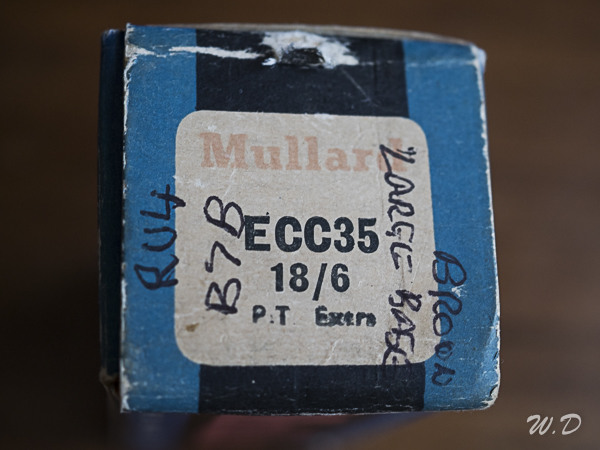 Mullard
ECC35
18/6
P.T Extra
RU4
B7B
LARGE BASE
BROWN
W.D